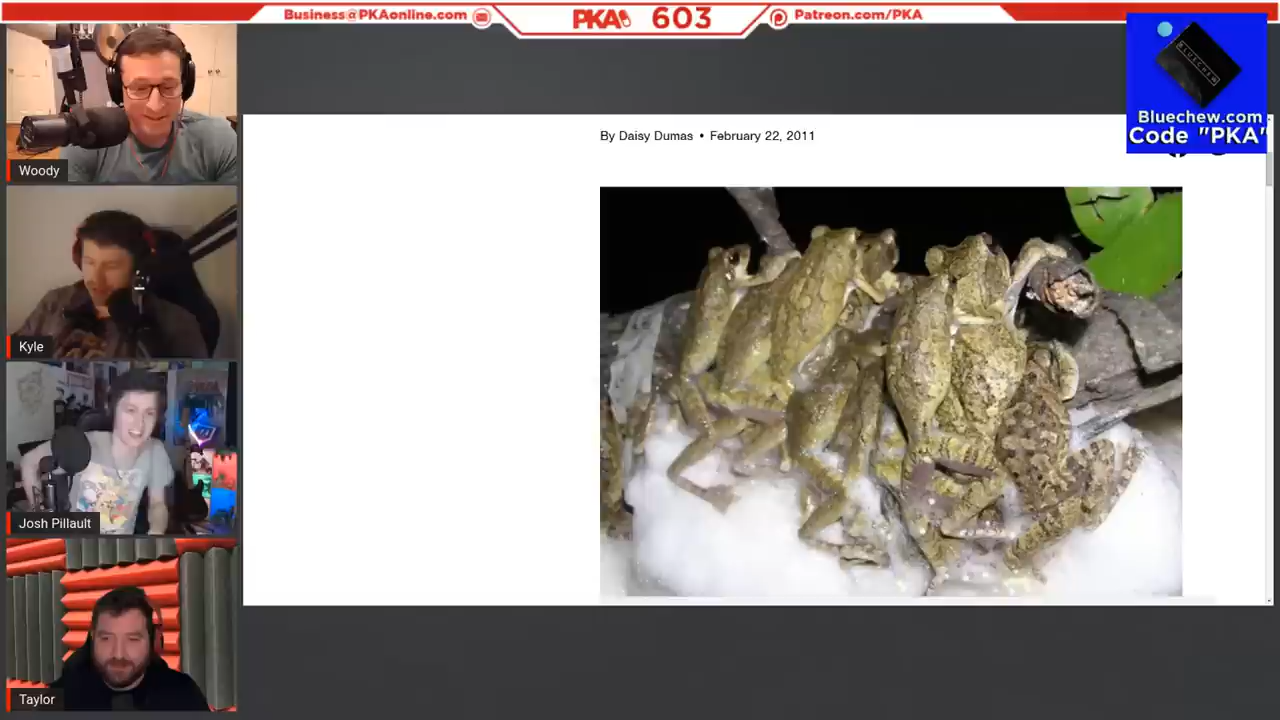 Business@PKAonline.com
PKA 603
Patreon.com/PKA
BLUECHEW
Bluechew.com
Code "PKA"
By Daisy Dumas • February 22, 2011
Woody
Kyle
Josh Pillault
Taylor